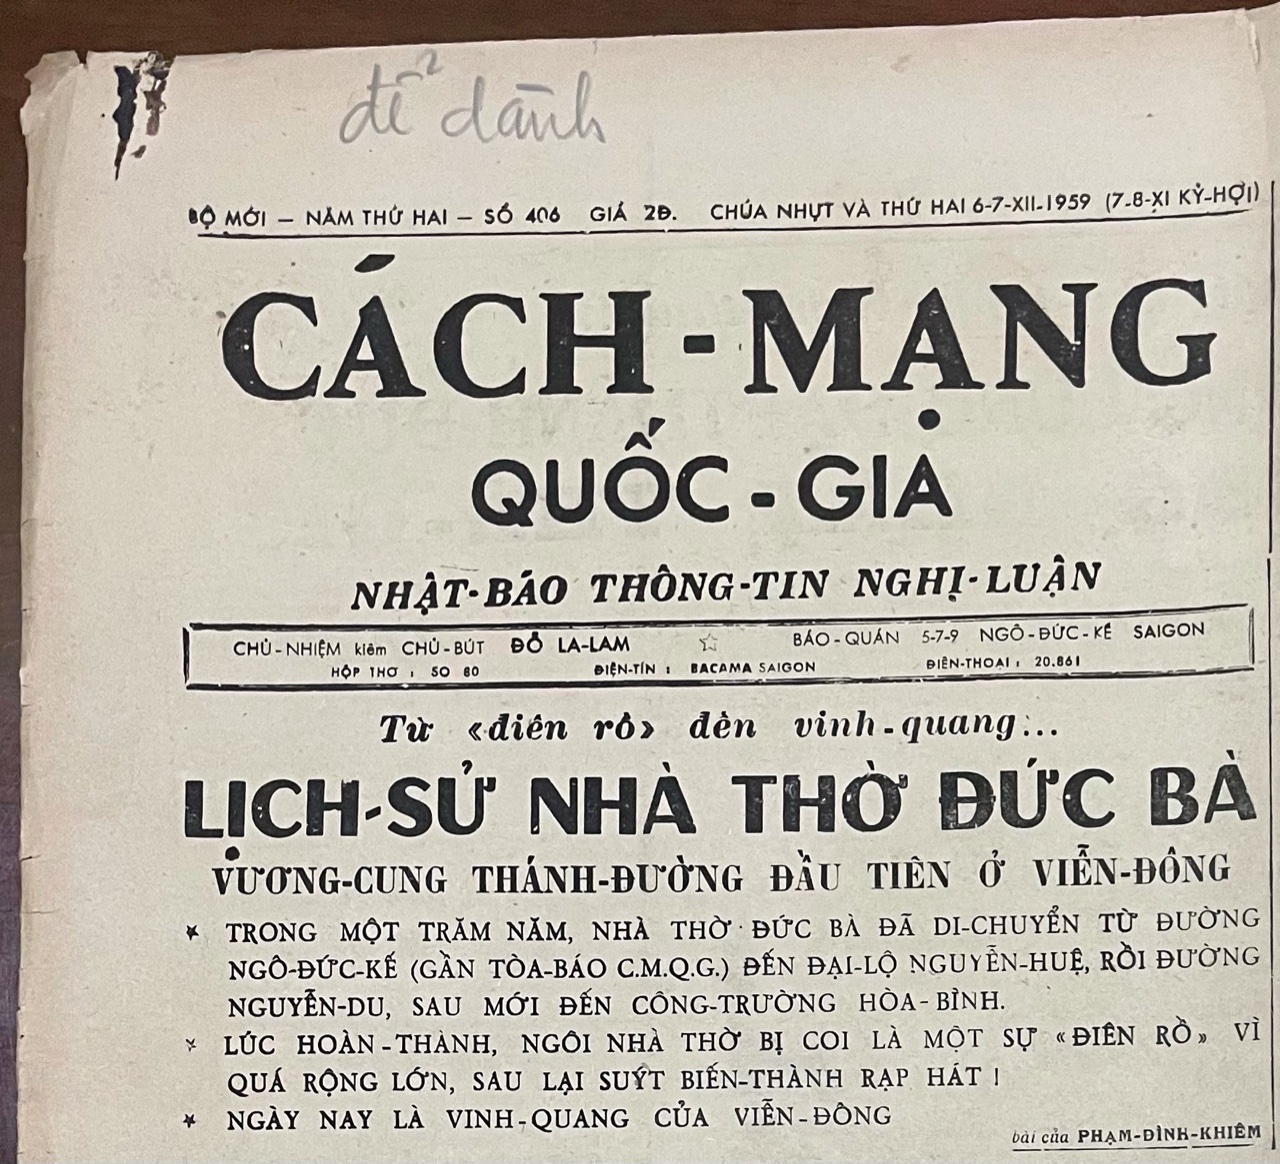 để dành
BỘ MỚI — NĂM THỨ HAI — SỐ 406 GIÁ 2Đ. CHÚA NHỰT VÀ THỨ HAI 6-7-XII-1959 (7-8-XI KỶ-HỢI)
CÁCH-MẠNG
QUỐC-GIA
NHẬT-BÁO THÔNG-TIN NGHỊ-LUẬN
CHỦ-NHIỆM kiêm CHỦ-BÚT ĐỖ LA-LAM ☆ BÁO-QUÁN 5-7-9 NGÔ-ĐỨC-KẾ SAIGON
HỘP THƠ : SO 80 ĐIỆN-TÍN : BACAMA SAIGON ĐIÊN-THOẠI : 20.861
Từ «điên rồ» đến vinh-quang...
LỊCH-SỬ NHÀ THỜ ĐỨC BÀ
VƯƠNG-CUNG THÁNH-ĐƯỜNG ĐẦU TIÊN Ở VIỄN-ĐÔNG
★ TRONG MỘT TRĂM NĂM, NHÀ THỜ ĐỨC BÀ ĐÃ DI-CHUYỂN TỪ ĐƯỜNG
NGÔ-ĐỨC-KẾ (GẦN TÒA-BÁO C.M.Q.G.) ĐẾN ĐẠI-LỘ NGUYỄN-HUỆ, RỒI ĐƯỜNG
NGUYỄN-DU, SAU MỚI ĐẾN CÔNG-TRƯỜNG HÒA-BÌNH.
★ LÚC HOÀN-THÀNH, NGÔI NHÀ THỜ BỊ COI LÀ MỘT SỰ «ĐIÊN RỒ» VÌ
QUÁ RỘNG LỚN, SAU LẠI SUÝT BIẾN-THÀNH RẠP HÁT !
★ NGÀY NAY LÀ VINH-QUANG CỦA VIỄN-ĐÔNG
bài của PHẠM-ĐÌNH-KHIÊM